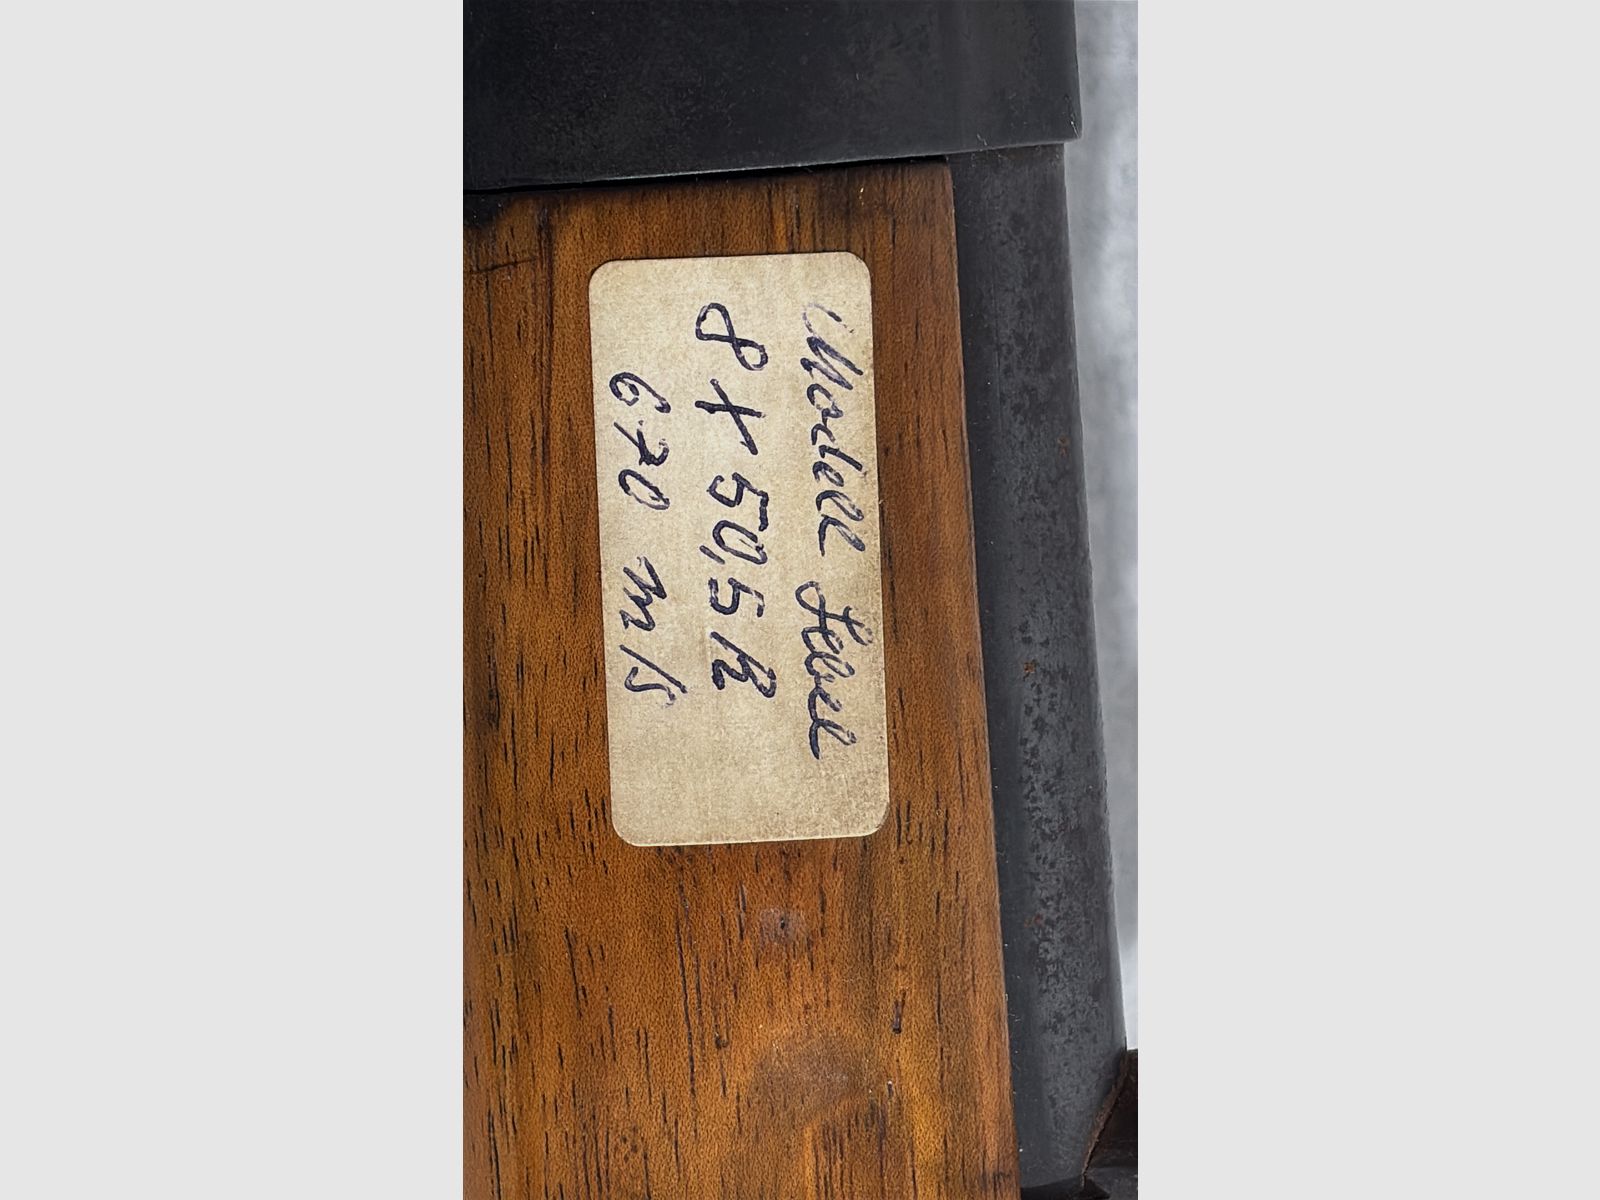 Modell Lebel
8 x 50,5 R
670 m/s